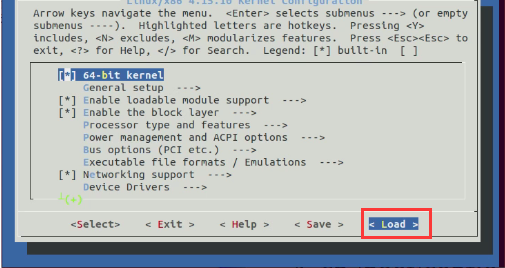 Linux/x86 4.15.10 Kernel Configuration
Arrow keys navigate the menu.  <Enter> selects submenus ---> (or empty
submenus ----).  Highlighted letters are hotkeys.  Pressing <Y>
includes, <N> excludes, <M> modularizes features.  Press <Esc><Esc> to
exit, <?> for Help, </> for Search.  Legend: [*] built-in  [ ]
[*] 64-bit kernel
General setup  --->
[*] Enable loadable module support  --->
[*] Enable the block layer  --->
Processor type and features  --->
Power management and ACPI options  --->
Bus options (PCI etc.)  --->
Executable file formats / Emulations  --->
[*] Networking support  --->
Device Drivers  --->
└(+)
<Select>    < Exit >    < Help >    < Save >    < Load >